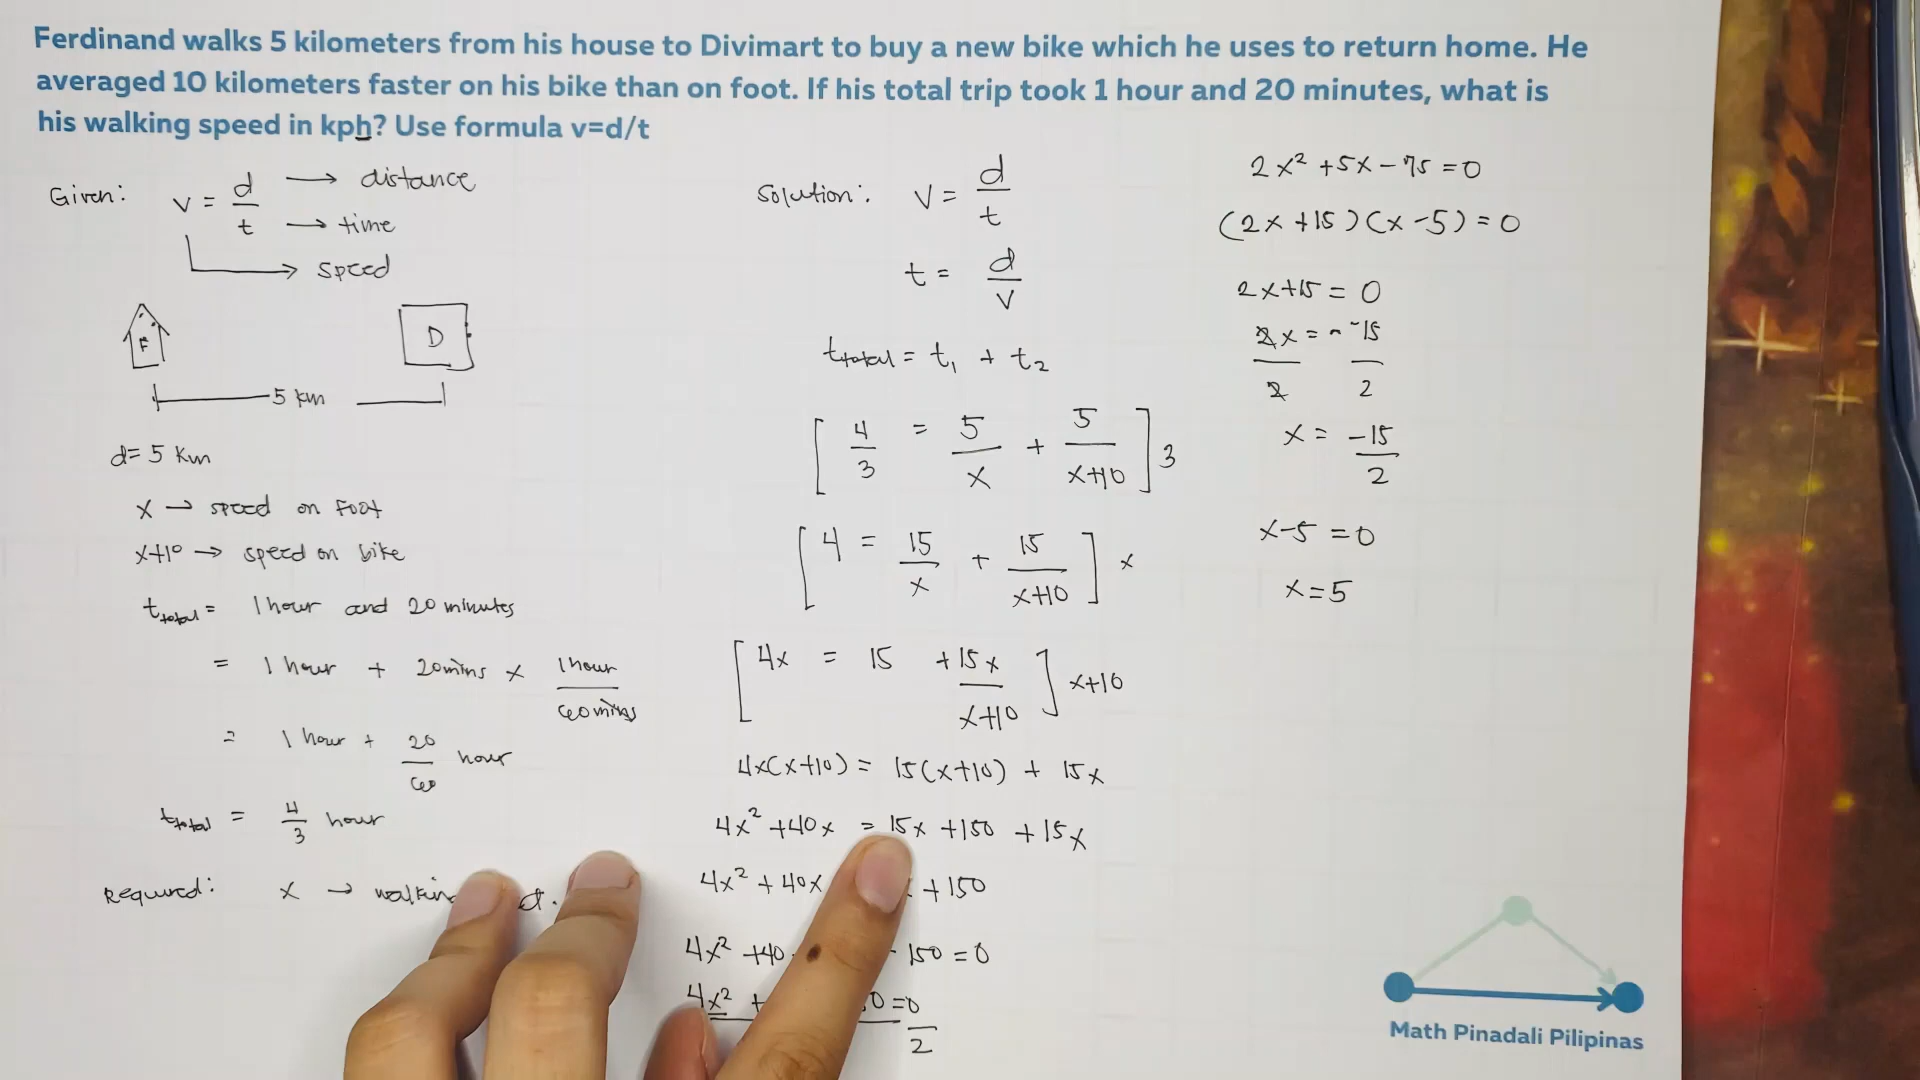 Ferdinand walks 5 kilometers from his house to Divimart to buy a new bike which he uses to return home. He
averaged 10 kilometers faster on his bike than on foot. If his total trip took 1 hour and 20 minutes, what is
his walking speed in kph? Use formula v=d/t
Given: v = d/t
→ distance
→ time
→ speed
F
D
5 km
d= 5 km
x → speed on foot
x+10 → speed on bike
t total = 1 hour and 20 minutes
= 1 hour + 20 mins x 1 hour/60 mins
= 1 hour + 20/60 hour
t total = 4/3 hour
Required: x →
Solution: v = d/t
t = d/v
t total = t₁ + t₂
[4/3 = 5/x + 5/x+10] 3
[4 = 15/x + 15/x+10] x
[4x = 15 + 15x/x+10] x+10
4x(x+10) = 15(x+10) + 15x
4x² +40x = 15x +150 +15x
4x² + 40x +150
4x² +40 150 = 0
4x² + 0 = 0
2
2x² +5x - 75 = 0
(2x +15)(x -5) = 0
2x+15 = 0
2x = -15
2 2
x = -15/2
x-5 = 0
x = 5
Math Pinadali Pilipinas